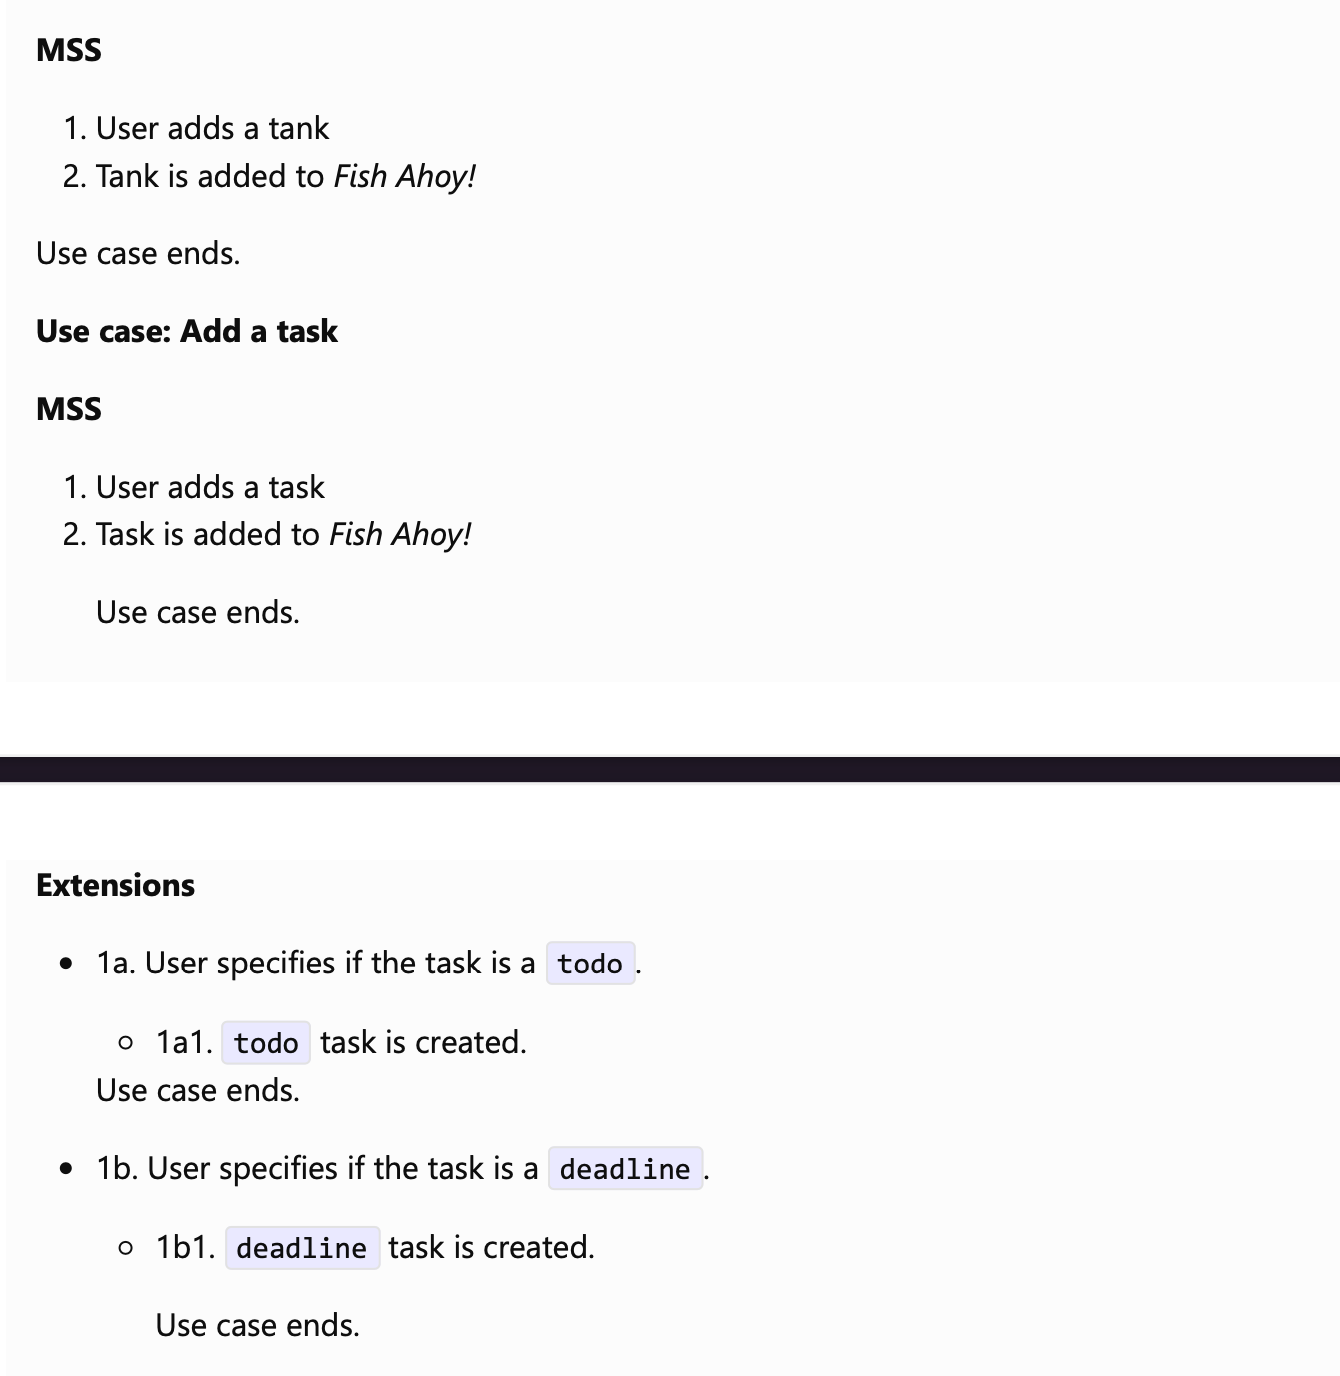 MSS
1. User adds a tank
2. Tank is added to Fish Ahoy!
Use case ends.
Use case: Add a task
MSS
1. User adds a task
2. Task is added to Fish Ahoy!
Use case ends.
Extensions
• 1a. User specifies if the task is a todo.
◦ 1a1. todo task is created.
Use case ends.
• 1b. User specifies if the task is a deadline.
◦ 1b1. deadline task is created.
Use case ends.